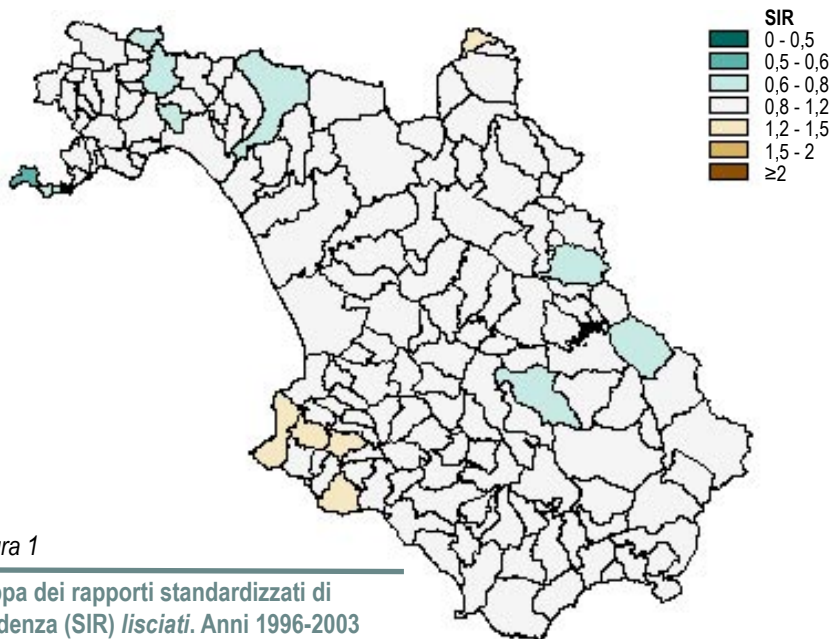 SIR
0 - 0,5
0,5 - 0,6
0,6 - 0,8
0,8 - 1,2
1,2 - 1,5
1,5 - 2
≥2
ra 1
pa dei rapporti standardizzati di
denza (SIR) lisciati. Anni 1996-2003